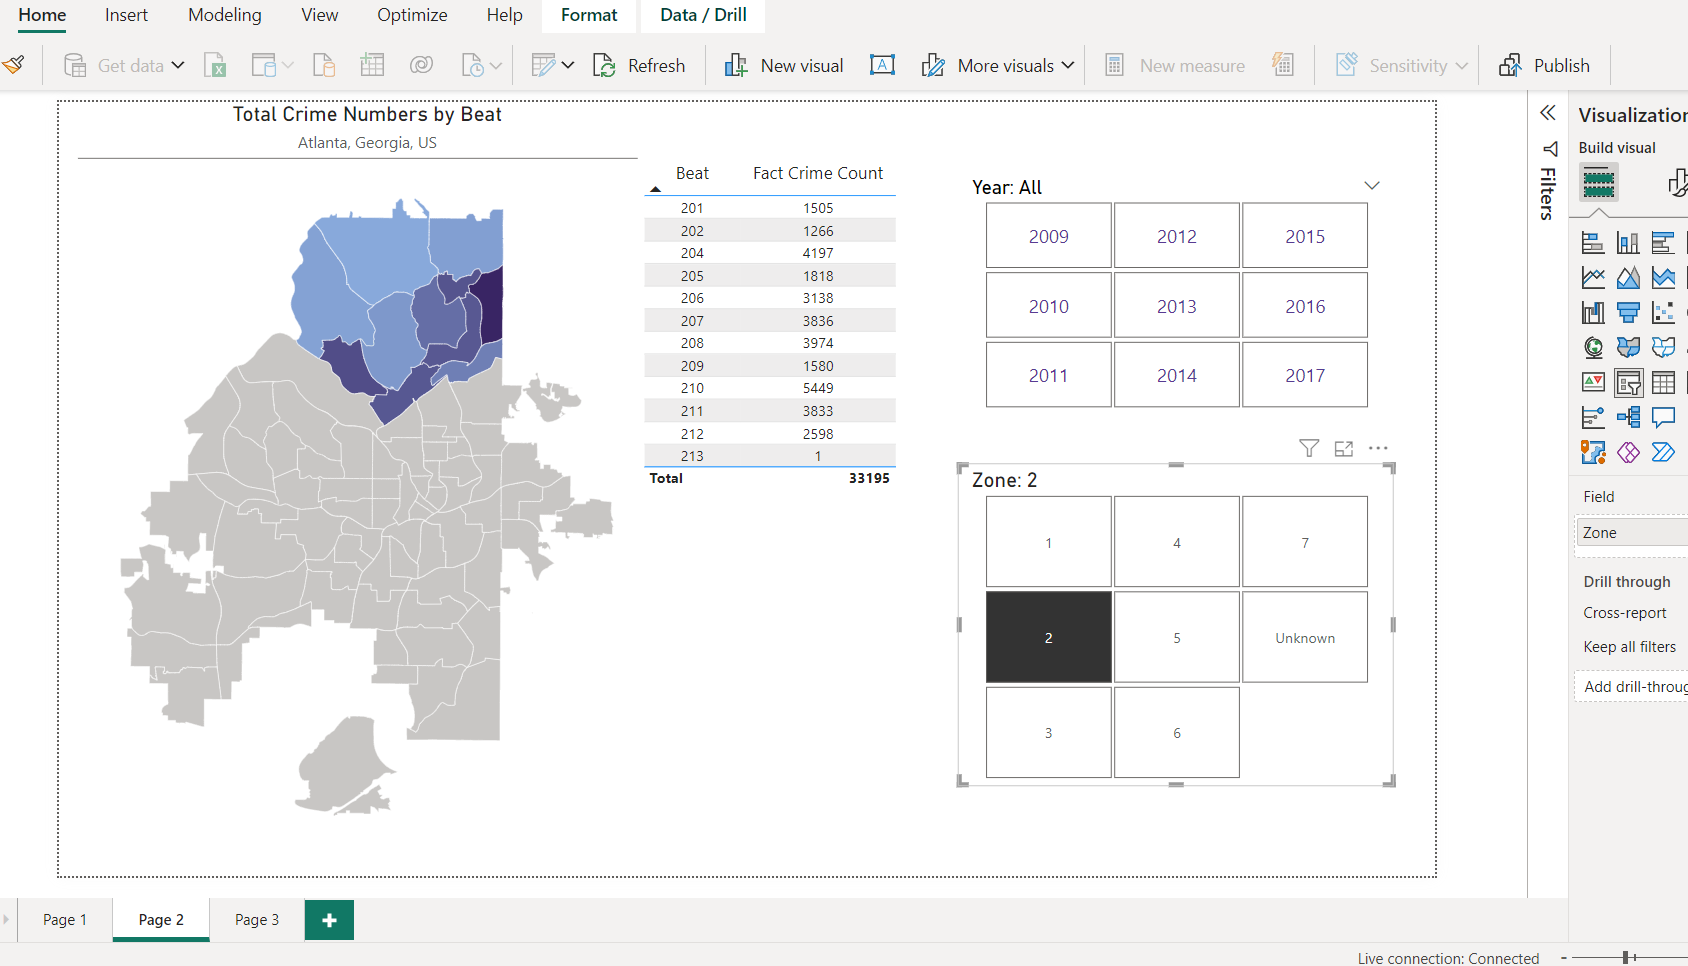 Home Insert Modeling View Optimize Help Format Data / Drill
Get data Refresh New visual More visuals New measure Sensitivity Publish
Total Crime Numbers by Beat
Atlanta, Georgia, US
Beat Fact Crime Count
201 1505
202 1266
204 4197
205 1818
206 3138
207 3836
208 3974
209 1580
210 5449
211 3833
212 2598
213 1
Total 33195
Year: All
2009 2012 2015
2010 2013 2016
2011 2014 2017
Zone: 2
1 4 7
2 5 Unknown
3 6
Filters
Visualization
Build visual
Field
Zone
Drill through
Cross-report
Keep all filters
Add drill-throug
Page 1 Page 2 Page 3
Live connection: Connected